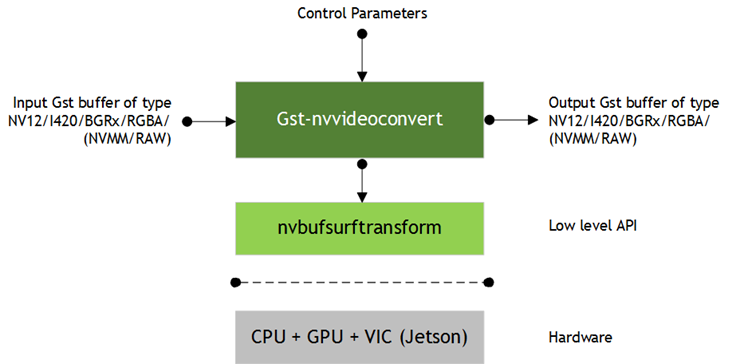 Control Parameters
Input Gst buffer of type
NV12/I420/BGRx/RGBA/
(NVMM/RAW)
Gst-nvvideoconvert
Output Gst buffer of type
NV12/I420/BGRx/RGBA/
(NVMM/RAW)
nvbufsurftransform
Low level API
CPU + GPU + VIC (Jetson)
Hardware